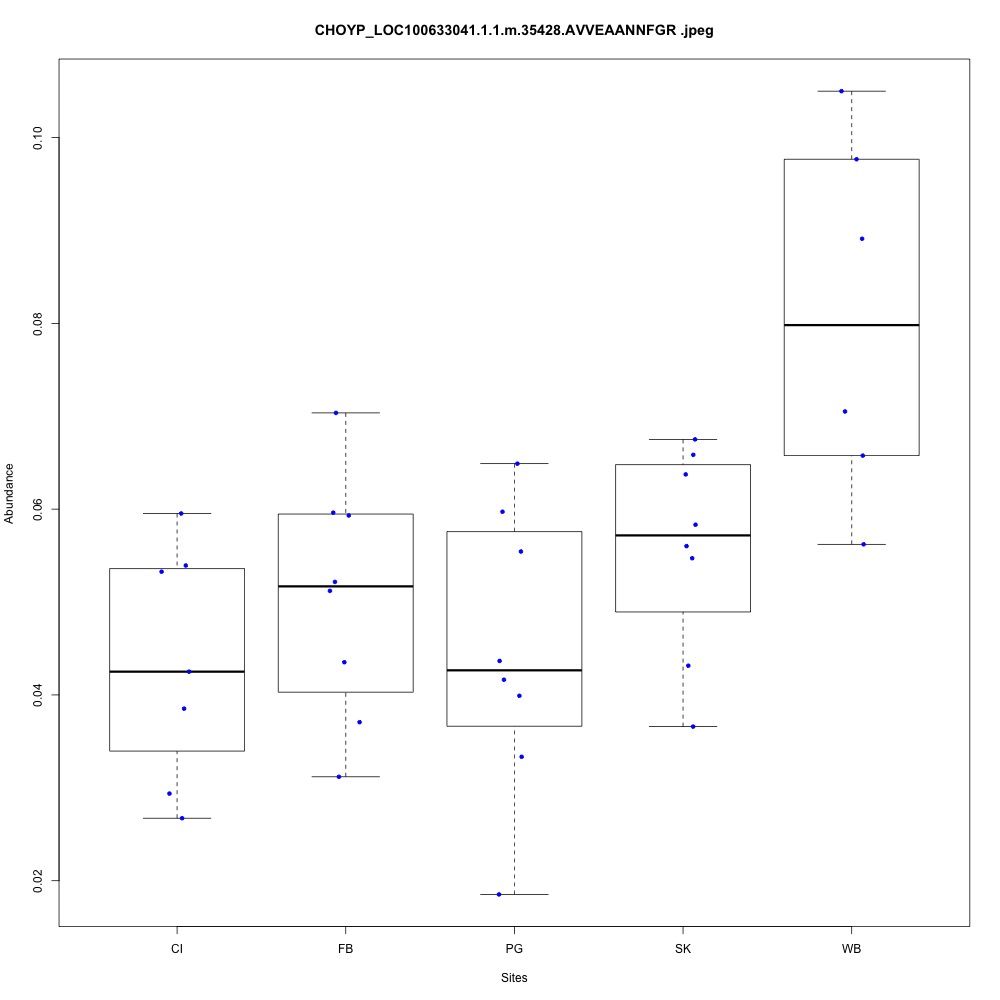 CHOYP_LOC100633041.1.1.m.35428.AVVEAANNFGR .jpeg
Abundance
0.10
0.08
0.06
0.04
0.02
CI FB PG SK WB
Sites